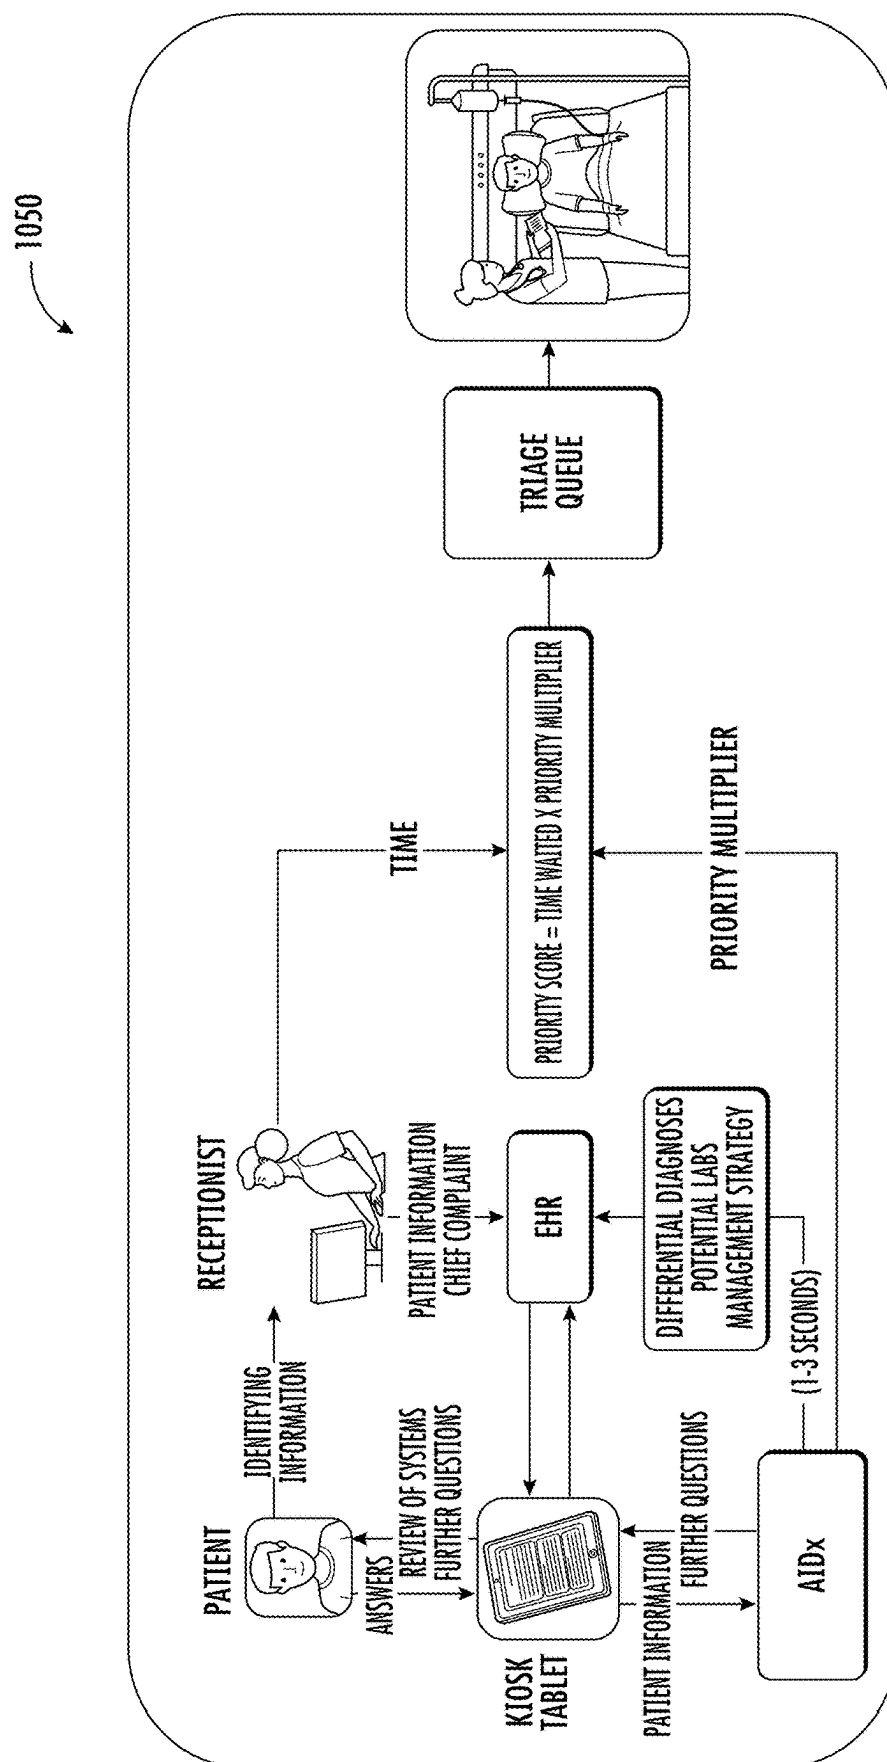 1050
PATIENT
IDENTIFYING
INFORMATION
RECEPTIONIST
ANSWERS
REVIEW OF SYSTEMS
FURTHER QUESTIONS
PATIENT INFORMATION
CHIEF COMPLAINT
TIME
KIOSK
TABLET
EHR
PRIORITY SCORE = TIME WAITED X PRIORITY MULTIPLIER
TRIAGE
QUEUE
PATIENT INFORMATION
FURTHER QUESTIONS
DIFFERENTIAL DIAGNOSES
POTENTIAL LABS
MANAGEMENT STRATEGY
(1-3 SECONDS)
PRIORITY MULTIPLIER
AIDx